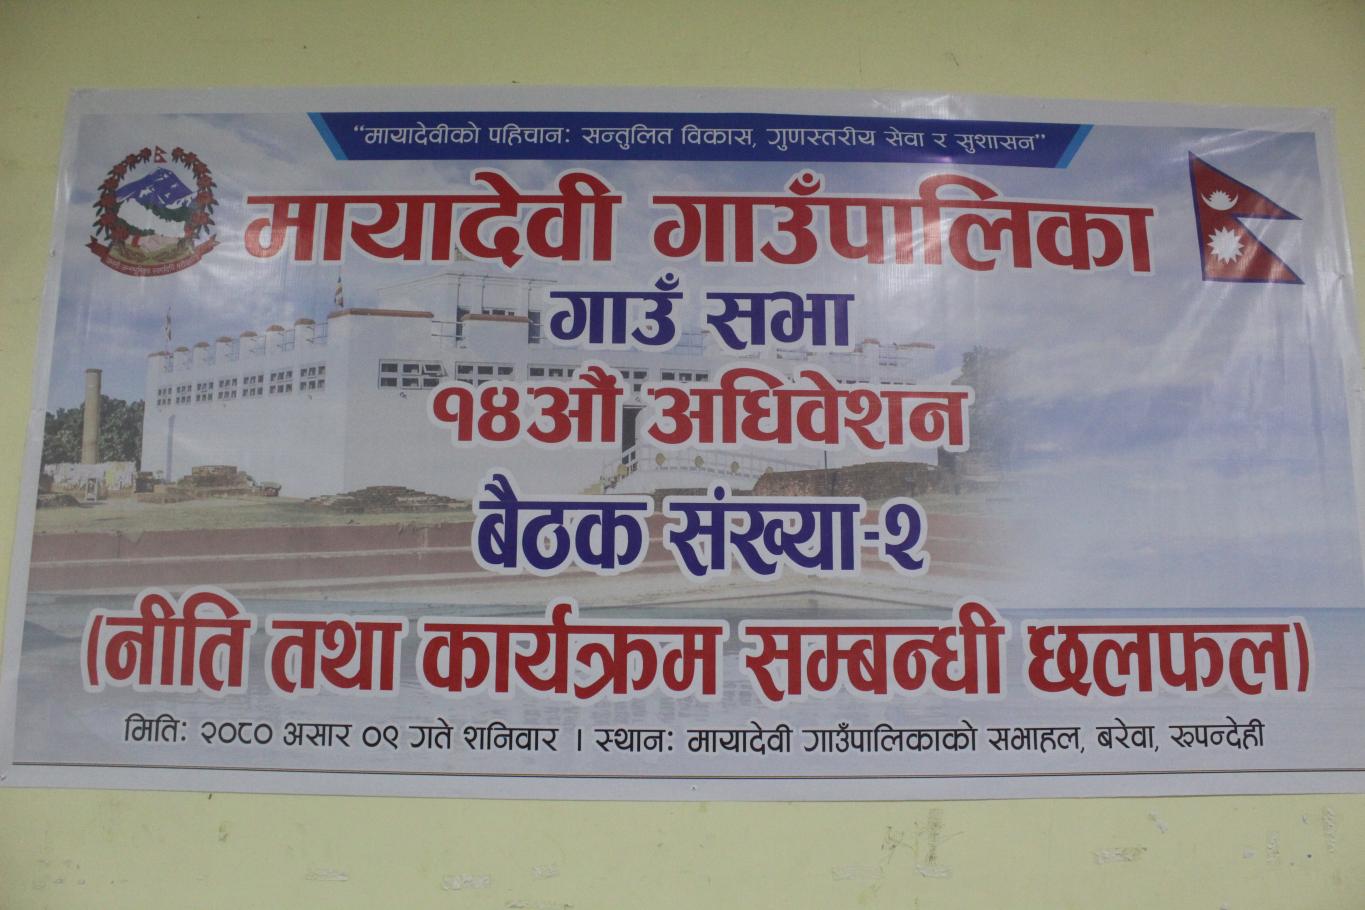 “मायादेवीको पहिचानः सन्तुलित विकास, गुणस्तरीय सेवा र सुशासन”
मायादेवी गाउँपालिका
गाउँ सभा
१४औं अधिवेशन
बैठक संख्या-२
(नीति तथा कार्यक्रम सम्बन्धी छलफल)
मितिः २०८० असार ०९ गते शनिवार । स्थानः मायादेवी गाउँपालिकाको सभाहल, बरेवा, रुपन्देही